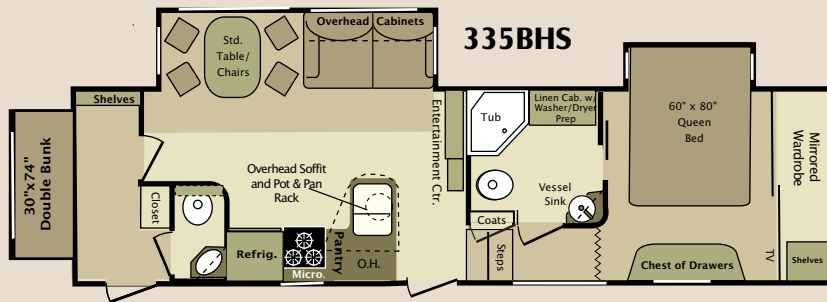 335BHS
Overhead Cabinets
Std.
Table/
Chairs
Shelves
30"x74"
Double Bunk
Closet
Overhead Soffit
and Pot & Pan
Rack
Refrig.
Micro.
Pantry
O.H.
Entertainment Ctr.
Tub
Linen Cab. w/
Washer/Dryer
Prep
Vessel
Sink
Coats
Steps
60" x 80"
Queen
Bed
Chest of Drawers
TV
Mirrored
Wardrobe
Shelves